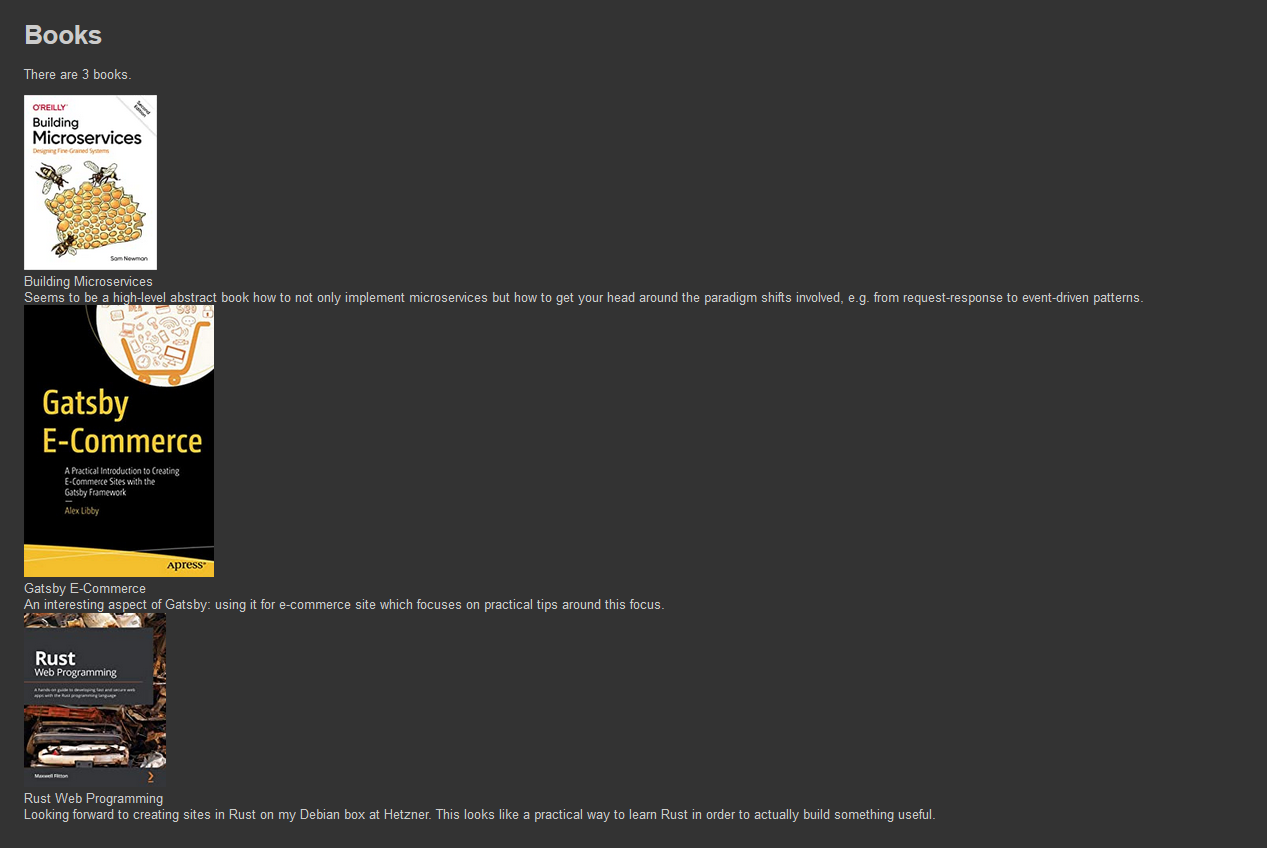 Books
There are 3 books.
O'REILLY
Second
Edition
Building
Microservices
Designing Fine-Grained Systems
Sam Newman
Building Microservices
Seems to be a high-level abstract book how to not only implement microservices but how to get your head around the paradigm shifts involved, e.g. from request-response to event-driven patterns.
Gatsby
E-Commerce
A Practical Introduction to Creating
E-Commerce Sites with the
Gatsby Framework
—
Alex Libby
Apress®
Gatsby E-Commerce
An interesting aspect of Gatsby: using it for e-commerce site which focuses on practical tips around this focus.
Rust
Web Programming
A hands-on guide to developing fast and secure web
apps with the Rust programming language
Maxwell Flitton
Rust Web Programming
Looking forward to creating sites in Rust on my Debian box at Hetzner. This looks like a practical way to learn Rust in order to actually build something useful.